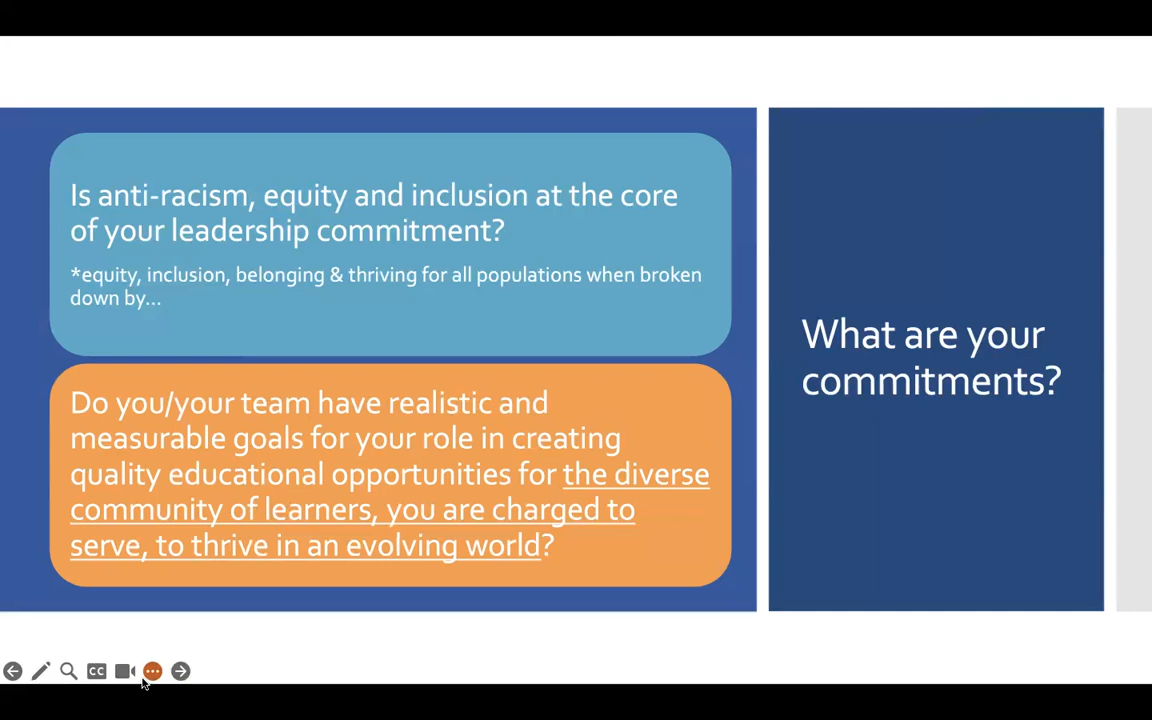 Is anti-racism, equity and inclusion at the core
of your leadership commitment?
*equity, inclusion, belonging & thriving for all populations when broken
down by...
Do you/your team have realistic and
measurable goals for your role in creating
quality educational opportunities for the diverse
community of learners, you are charged to
serve, to thrive in an evolving world?
What are your
commitments?
CC